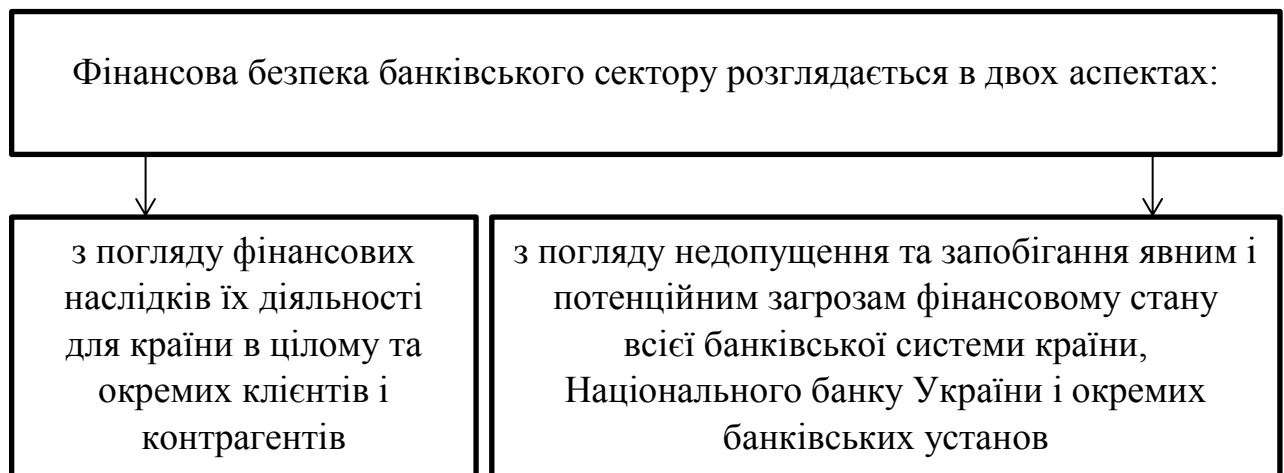 Фінансова безпека банківського сектору розглядається в двох аспектах:
з погляду фінансових
наслідків їх діяльності
для країни в цілому та
окремих клієнтів і
контрагентів
з погляду недопущення та запобігання явним і
потенційним загрозам фінансовому стану
всієї банківської системи країни,
Національного банку України і окремих
банківських установ